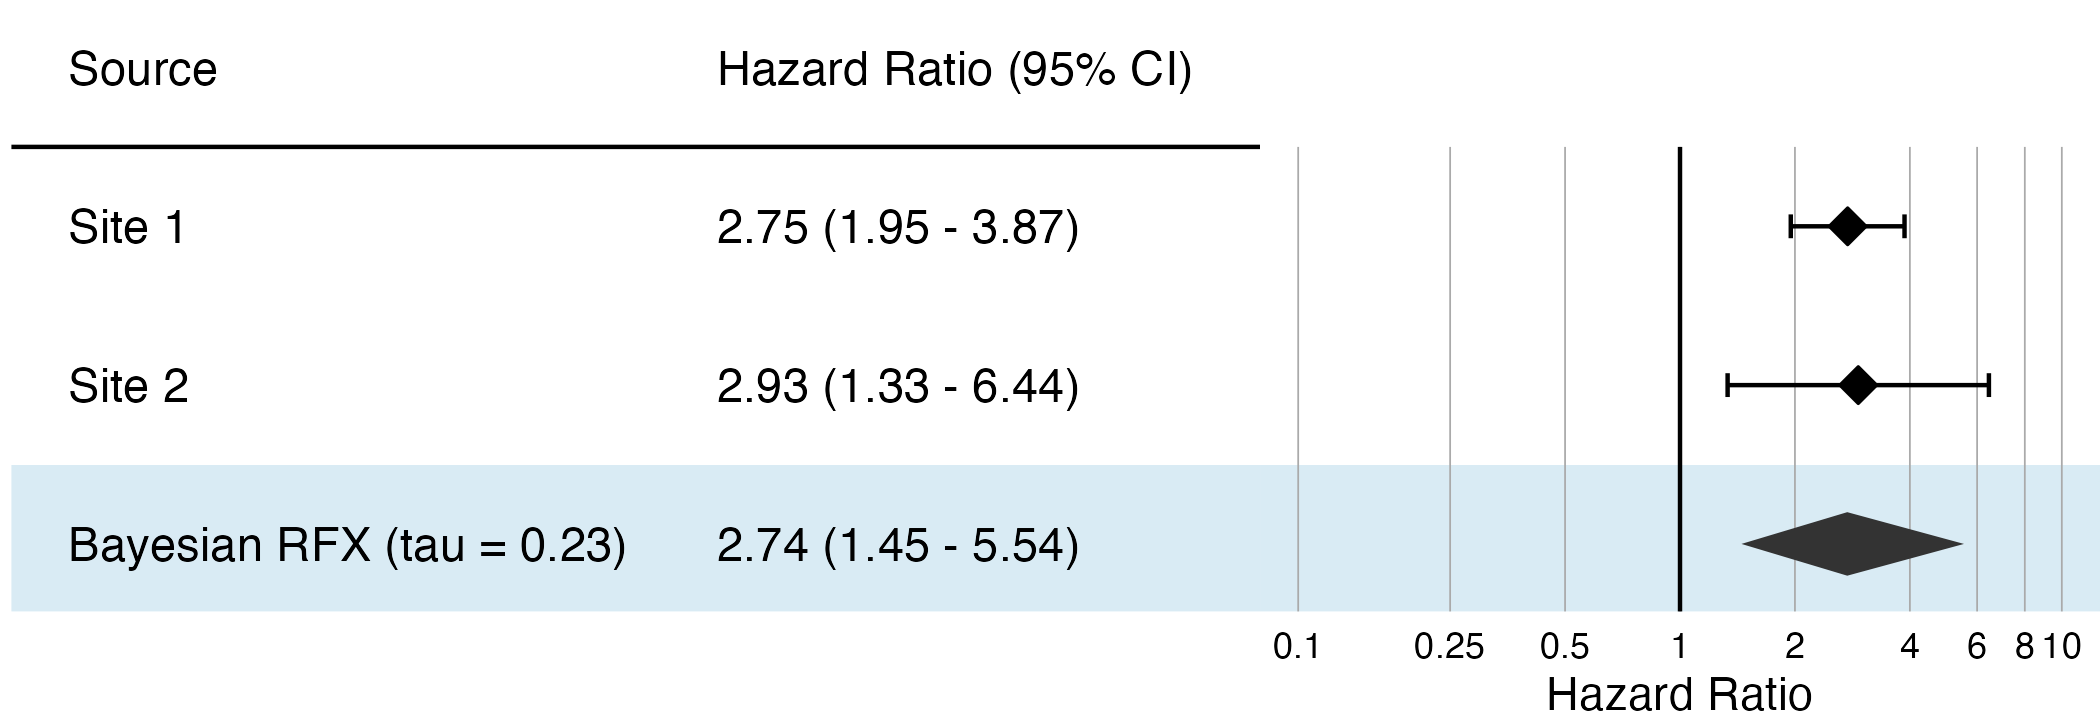 Source Hazard Ratio (95% CI)
Site 1 2.75 (1.95 - 3.87)
Site 2 2.93 (1.33 - 6.44)
Bayesian RFX (tau = 0.23) 2.74 (1.45 - 5.54)
0.1 0.25 0.5 1 2 4 6 8 10
Hazard Ratio